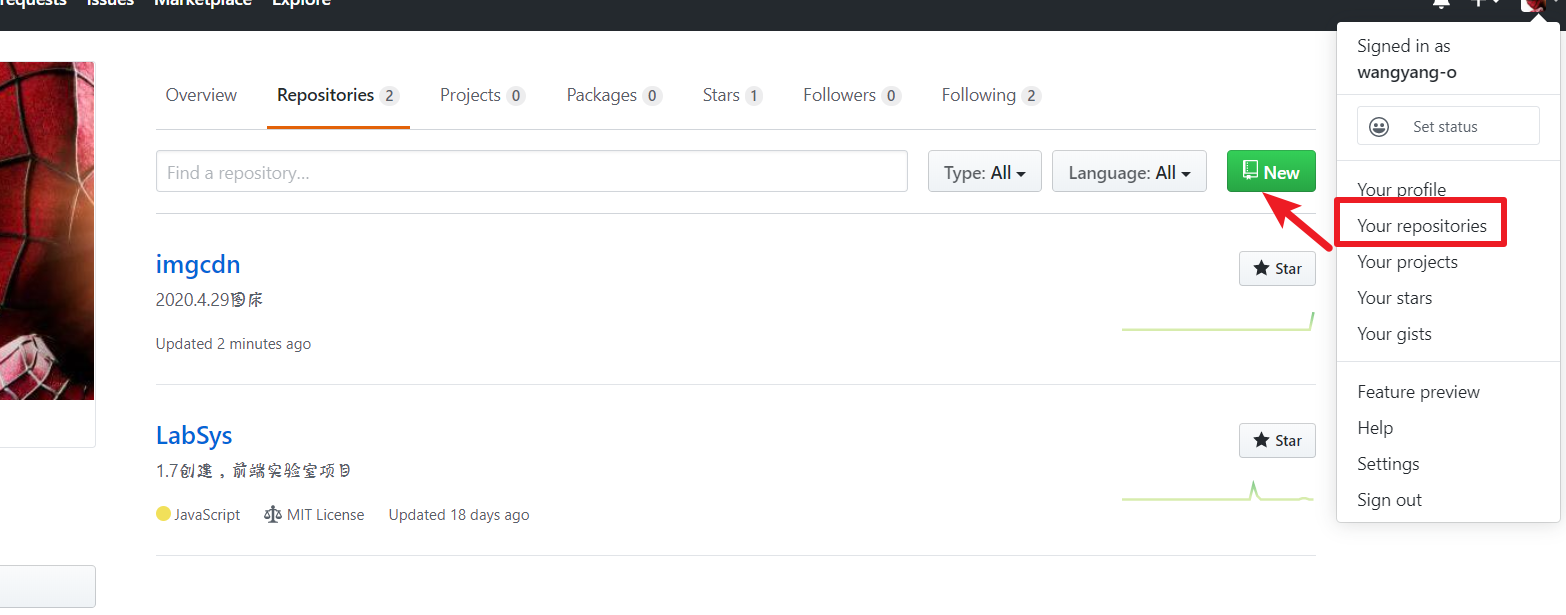 Issues Marketplace Explore
Signed in as
wangyang-o
Overview Repositories 2 Projects 0 Packages 0 Stars 1 Followers 0 Following 2
Set status
Find a repository... Type: All Language: All New
Your profile
Your repositories
Your projects
Your stars
Your gists
Feature preview
Help
Settings
Sign out
imgcdn
Star
2020.4.29图床
Updated 2 minutes ago
LabSys
Star
1.7创建，前端实验室项目
JavaScript MIT License Updated 18 days ago